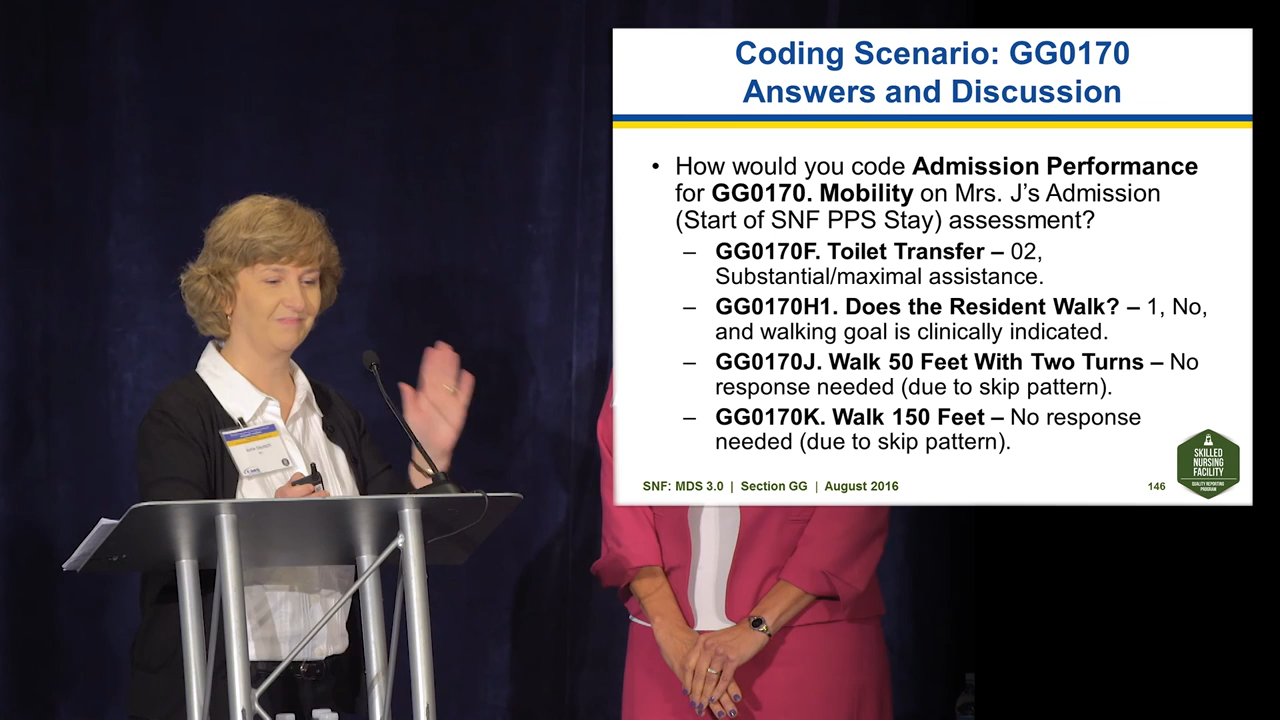 Coding Scenario: GG0170
Answers and Discussion
• How would you code Admission Performance
for GG0170. Mobility on Mrs. J’s Admission
(Start of SNF PPS Stay) assessment?
– GG0170F. Toilet Transfer – 02,
Substantial/maximal assistance.
– GG0170H1. Does the Resident Walk? – 1, No,
and walking goal is clinically indicated.
– GG0170J. Walk 50 Feet With Two Turns – No
response needed (due to skip pattern).
– GG0170K. Walk 150 Feet – No response
needed (due to skip pattern).
SNF: MDS 3.0 | Section GG | August 2016
146
SKILLED
NURSING
FACILITY
QUALITY REPORTING
PROGRAM